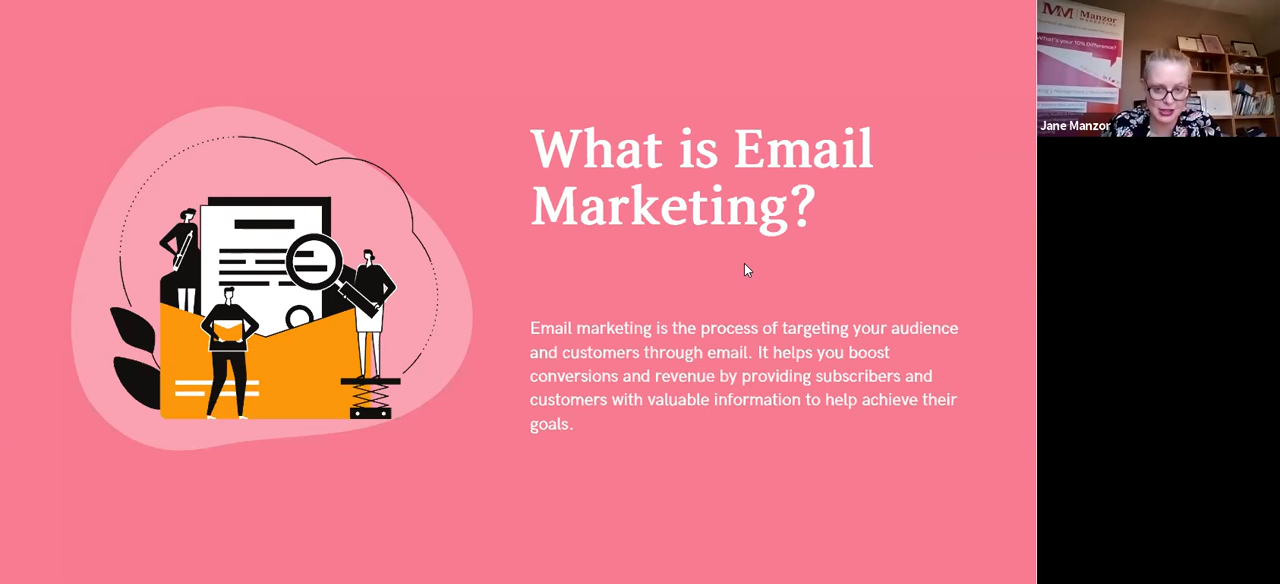 What is Email
Marketing?
Email marketing is the process of targeting your audience
and customers through email. It helps you boost
conversions and revenue by providing subscribers and
customers with valuable information to help achieve their
goals.
MM Manzor
MARKETING
What's your 10% Difference?
Jane Manzor